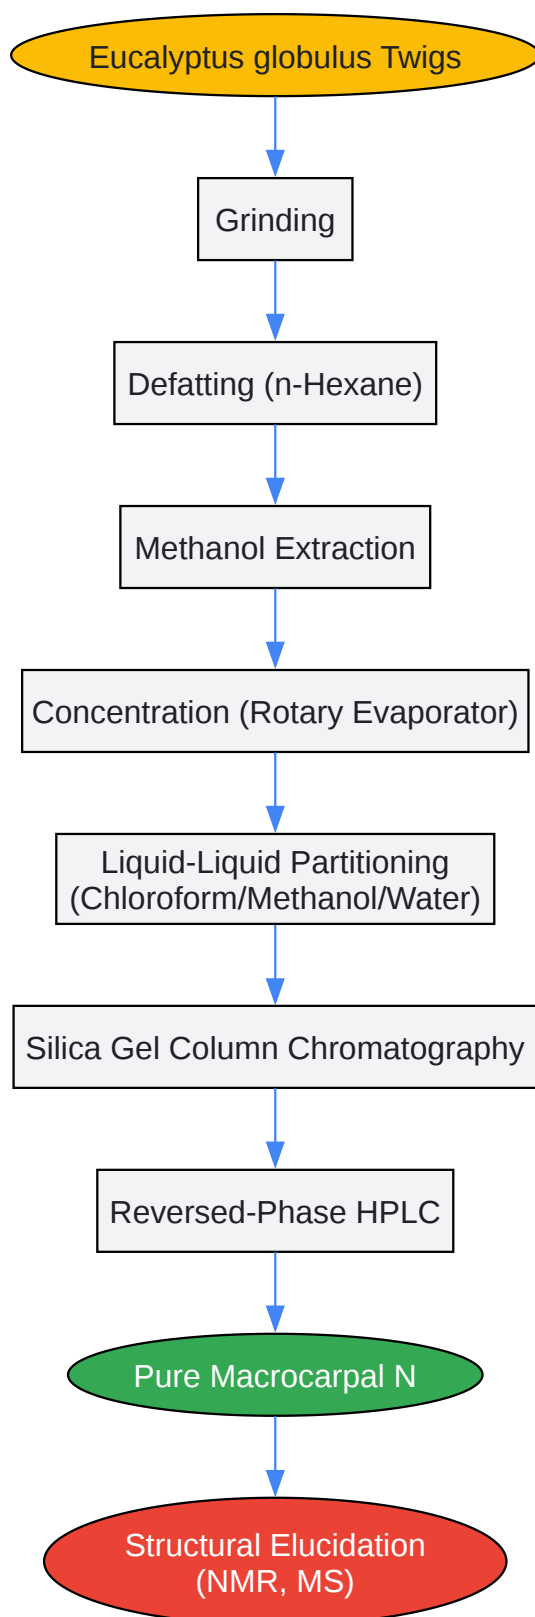 Eucalyptus globulus Twigs
Grinding
Defatting (n-Hexane)
Methanol Extraction
Concentration (Rotary Evaporator)
Liquid-Liquid Partitioning
(Chloroform/Methanol/Water)
Silica Gel Column Chromatography
Reversed-Phase HPLC
Pure Macrocarpal N
Structural Elucidation
(NMR, MS)